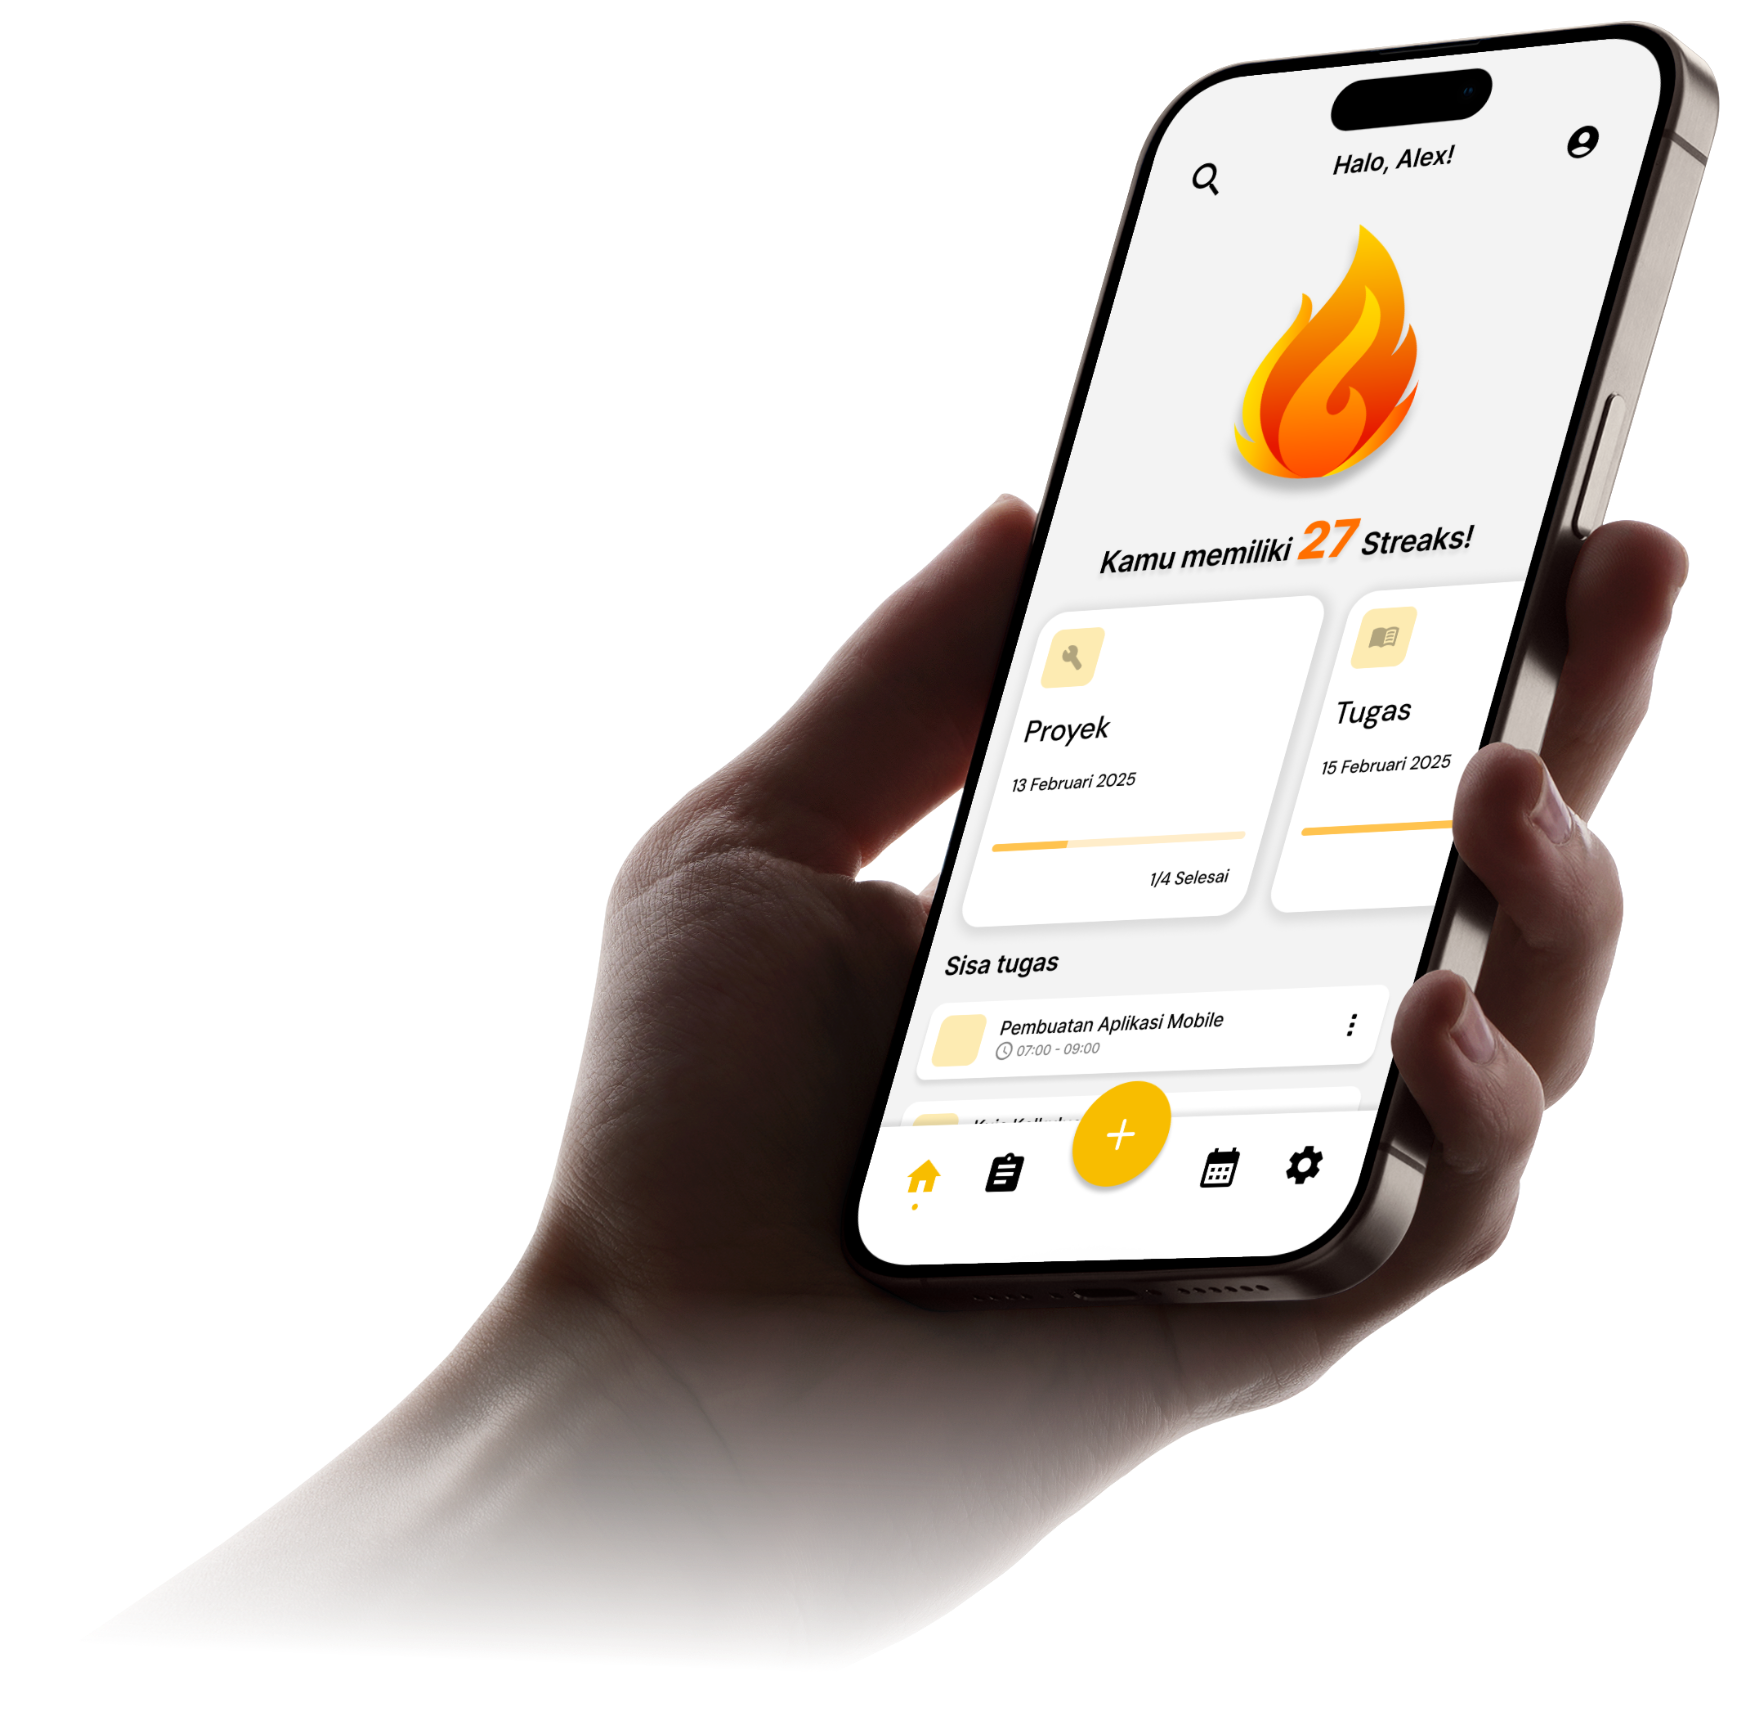 Halo, Alex!
Kamu memiliki 27 Streaks!
Proyek
13 Februari 2025
1/4 Selesai
Tugas
15 Februari 2025
Sisa tugas
Pembuatan Aplikasi Mobile
07:00 - 09:00